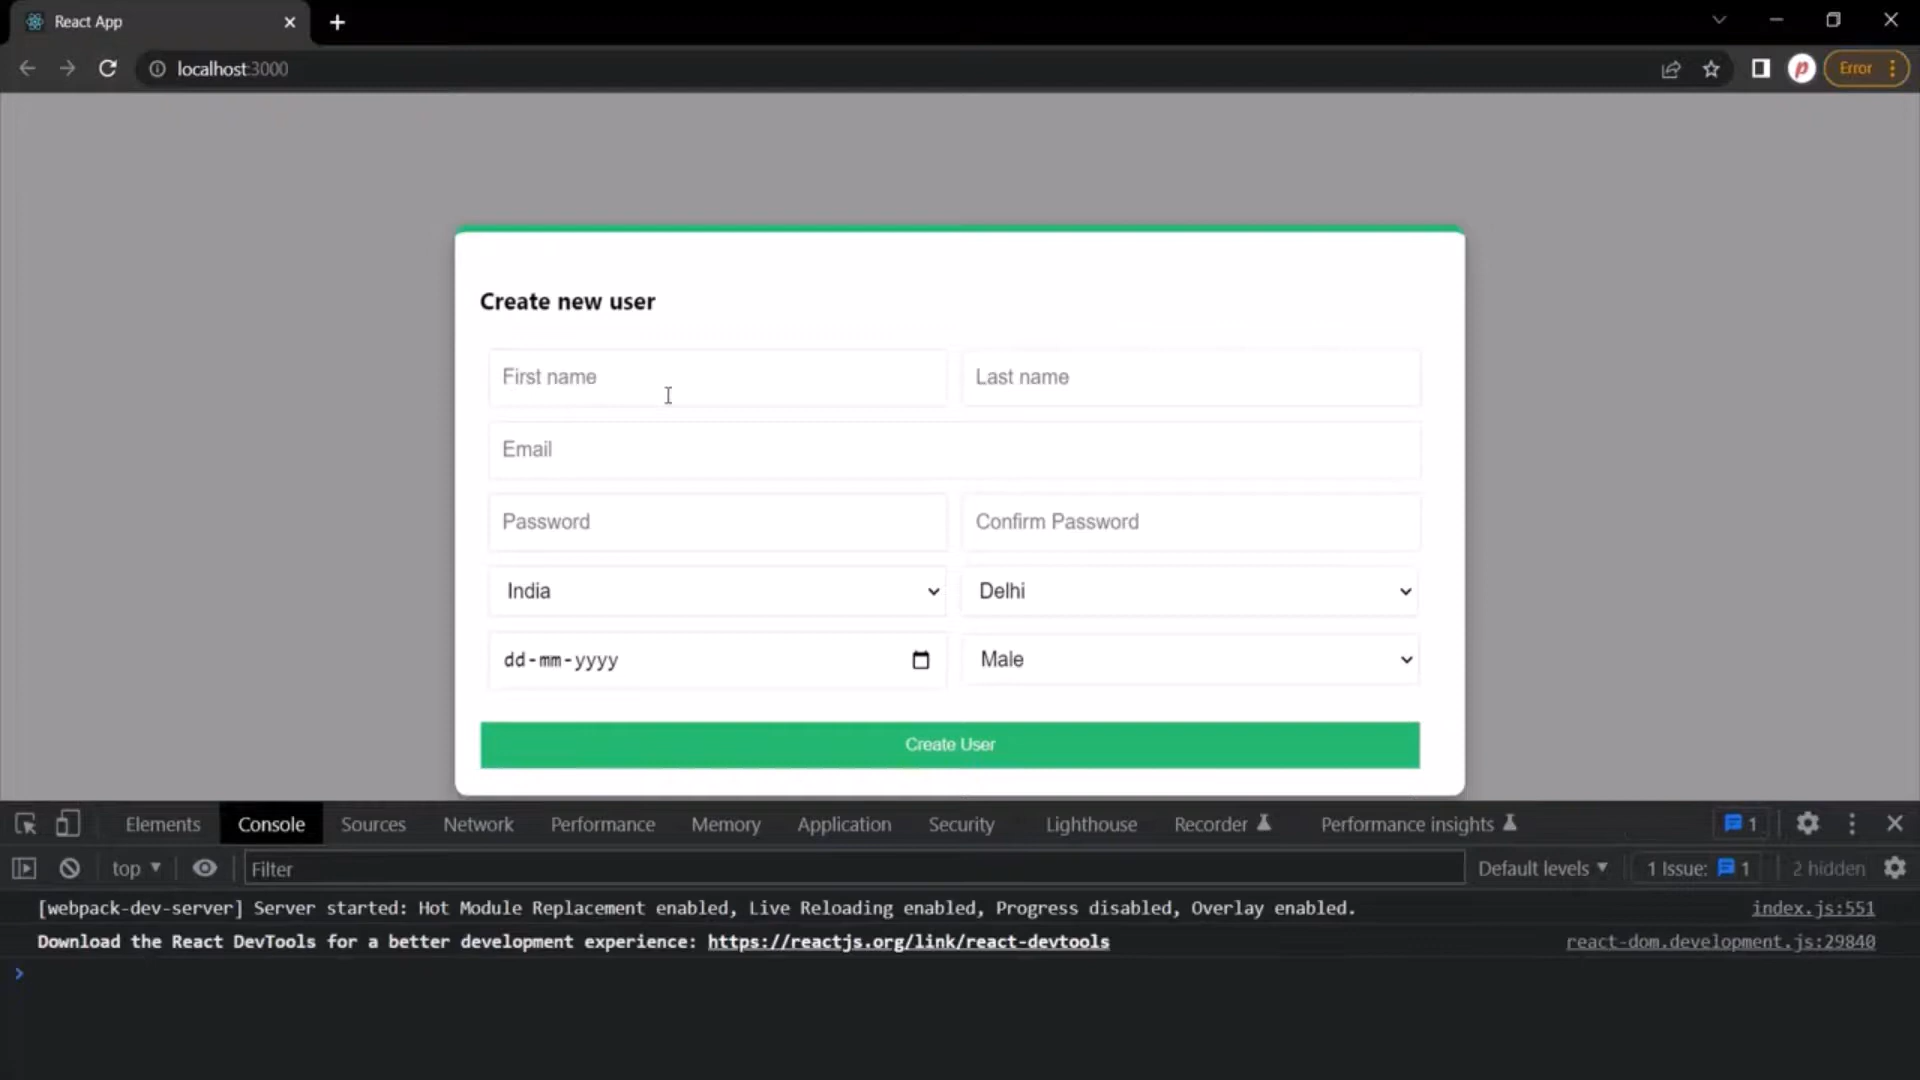 React App
localhost:3000
Error
Create new user
First name Last name
Email
Password Confirm Password
India Delhi
dd-mm-yyyy Male
Create User
Elements Console Sources Network Performance Memory Application Security Lighthouse Recorder Performance insights 1
top Filter Default levels 1 Issue: 1 2 hidden
[webpack-dev-server] Server started: Hot Module Replacement enabled, Live Reloading enabled, Progress disabled, Overlay enabled. index.js:551
Download the React DevTools for a better development experience: https://reactjs.org/link/react-devtools react-dom.development.js:29840